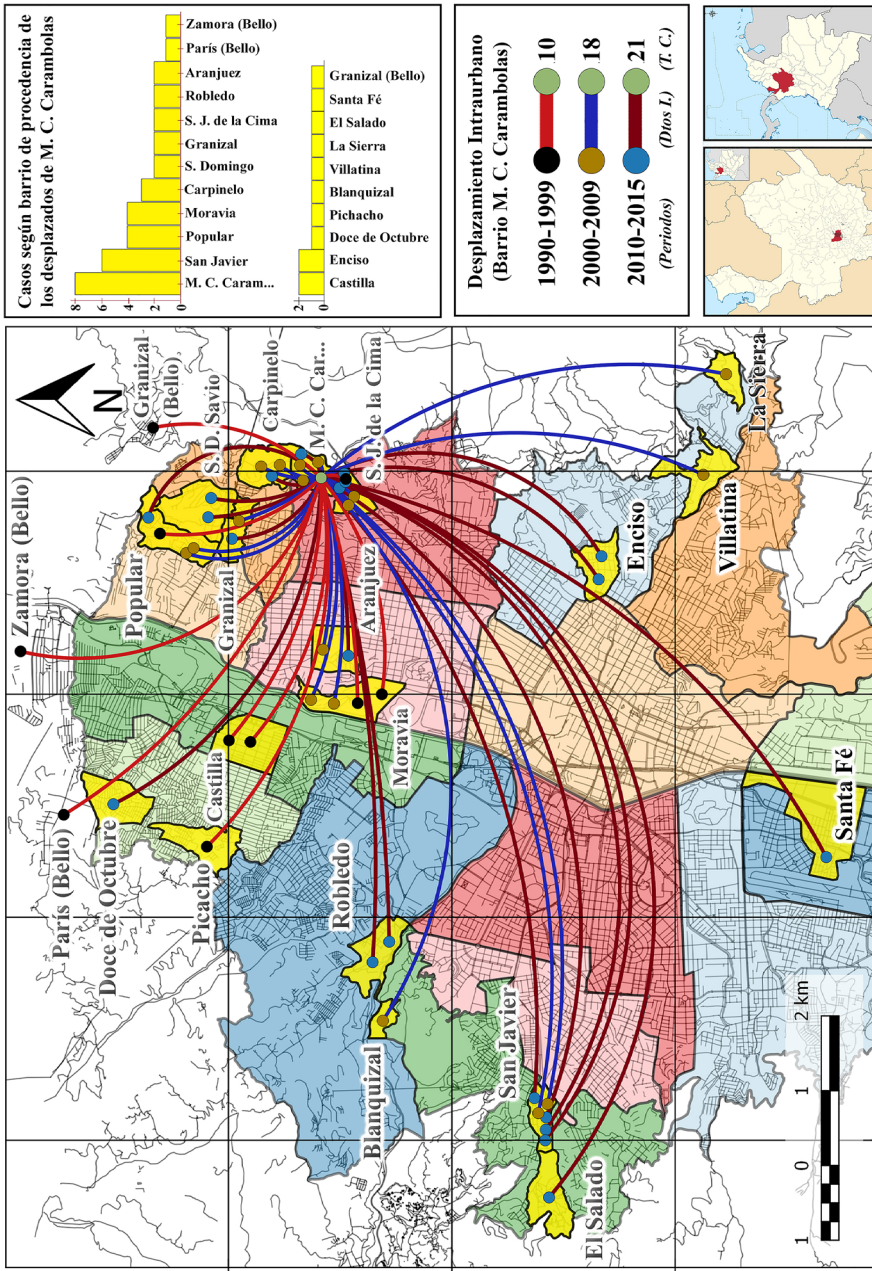 Casos según barrio de procedencia de
los desplazados de M. C. Carambolas
Zamora (Bello)
París (Bello)
Aranjuez
Robledo
S. J. de la Cima
Granizal
S. Domingo
Carpinelo
Moravia
Popular
San Javier
M. C. Caram...
8
6
4
2
0
Granizal (Bello)
Santa Fé
El Salado
La Sierra
Villatina
Blanquizal
Pichacho
Doce de Octubre
Enciso
Castilla
2
0
Desplazamiento Intraurbano
(Barrio M. C. Carambolas)
1990-1999
10
2000-2009
18
2010-2015
21
(Periodos)
(Dtos I.)
(T. C.)
N
Granizal
(Bello)
S. D. Savio
Carpinelo
M. C. Car...
S. J. de la Cima
Zamora (Bello)
Popular
Granizal
Aranjuez
París (Bello)
Doce de Octubre
Castilla
Picacho
Moravia
Robledo
Blanquizal
San Javier
El Salado
Enciso
Villatina
La Sierra
Santa Fé
1
0
1
2 km